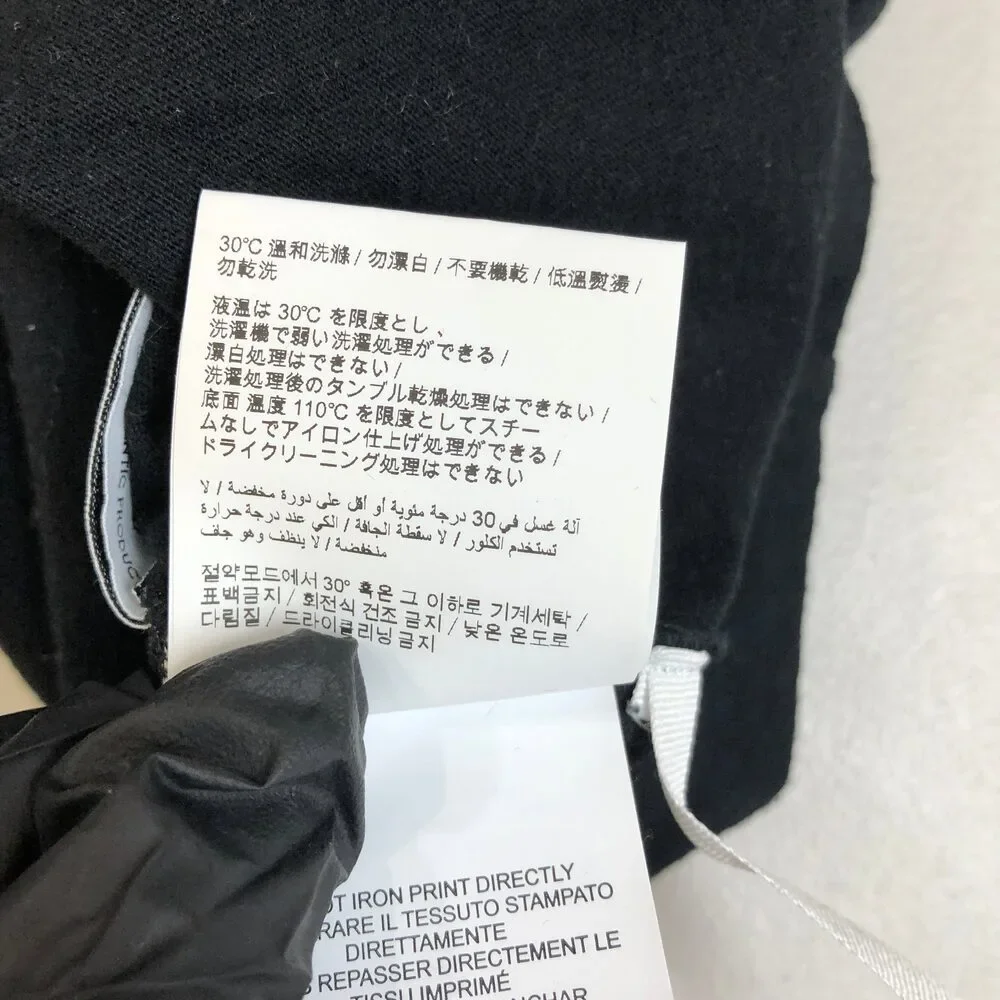 30℃ 溫和洗滌 / 勿漂白 / 不要機乾 / 低溫熨燙 /
勿乾洗
液温は 30℃ を限度とし、
洗濯機で弱い洗濯処理ができる /
漂白処理はできない /
洗濯処理後のタンブル乾燥処理はできない /
底面 温度 110℃ を限度としてスチー
ムなしでアイロン仕上げ処理ができる /
ドライクリーニング処理はできない
آلة غسل في 30 درجة مئوية أو أقل على دورة مخفضة / لا
تستخدم الكلور / لا سقطة الجافة / الكي عند درجة حرارة
منخفضة / لا ينظف وهو جاف
절약모드에서 30° 혹은 그 이하로 기계세탁 /
표백금지 / 회전식 건조 금지 / 낮은 온도로
다림질 / 드라이클리닝 금지
NTIC PRODUC
OT IRON PRINT DIRECTLY
RARE IL TESSUTO STAMPATO
DIRETTAMENTE
S REPASSER DIRECTEMENT LE
TISSU IMPRIMÉ